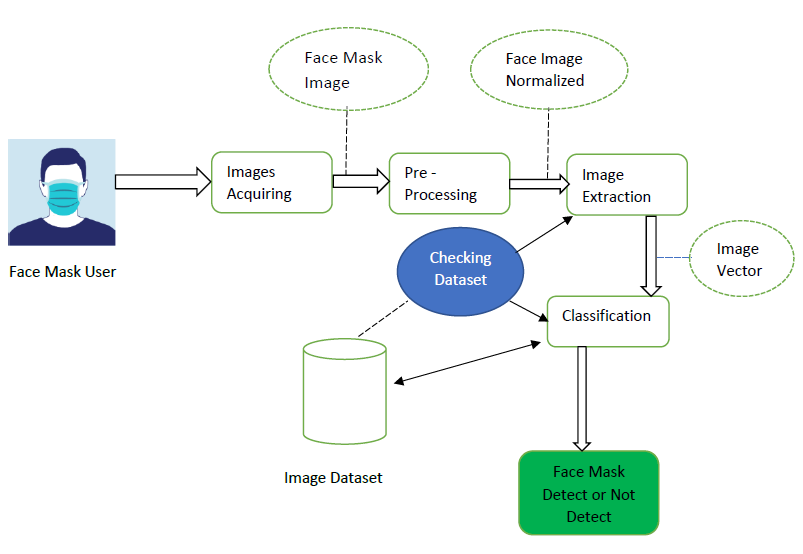 Face Mask
Image
Face Image
Normalized
Images
Acquiring
Pre -
Processing
Image
Extraction
Face Mask User
Checking
Dataset
Image
Vector
Classification
Image Dataset
Face Mask
Detect or Not
Detect